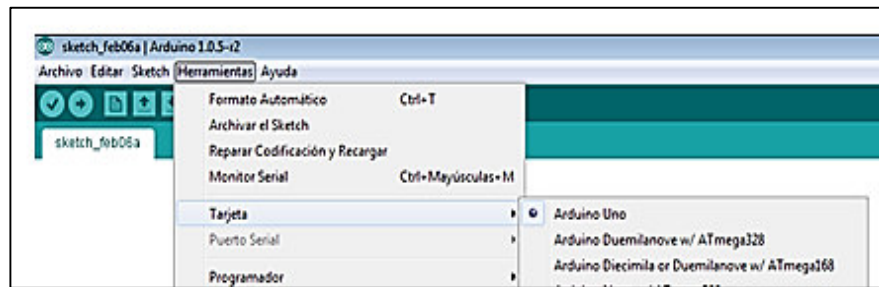 sketch_feb06a | Arduino 1.0.5-r2
Archivo Editar Sketch Herramientas Ayuda
sketch_feb06a
Formato Automático Ctrl+T
Archivar el Sketch
Reparar Codificación y Recargar
Monitor Serial Ctrl+Mayúsculas+M
Tarjeta
Puerto Serial
Programador
Arduino Uno
Arduino Duemilanove w/ ATmega328
Arduino Diecimila or Duemilanove w/ ATmega168